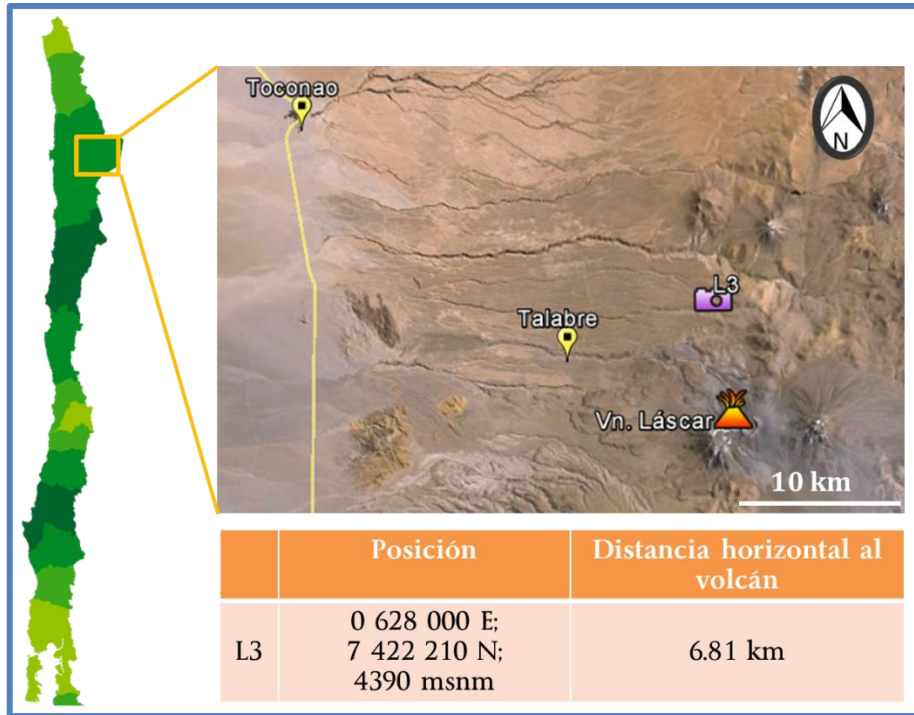 Toconao
N
L3
Talabre
Vn. Láscar
10 km
Posición
Distancia horizontal al
volcán
L3
0 628 000 E;
7 422 210 N;
4390 msnm
6.81 km